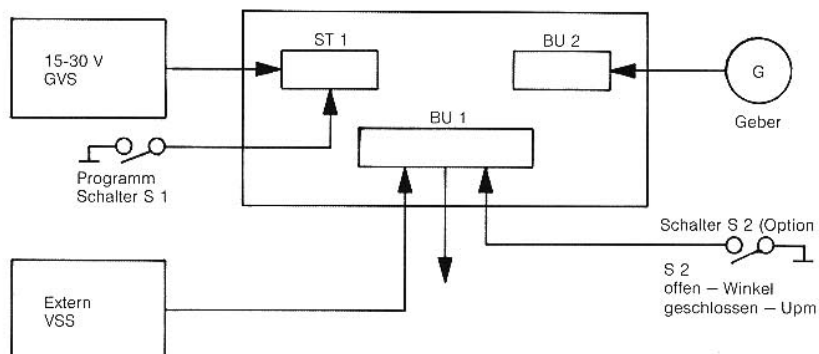 15-30 V
GVS
ST 1
BU 2
G
Geber
BU 1
Programm
Schalter S 1
Schalter S 2 (Option
S 2
offen – Winkel
geschlossen – Upm
Extern
VSS